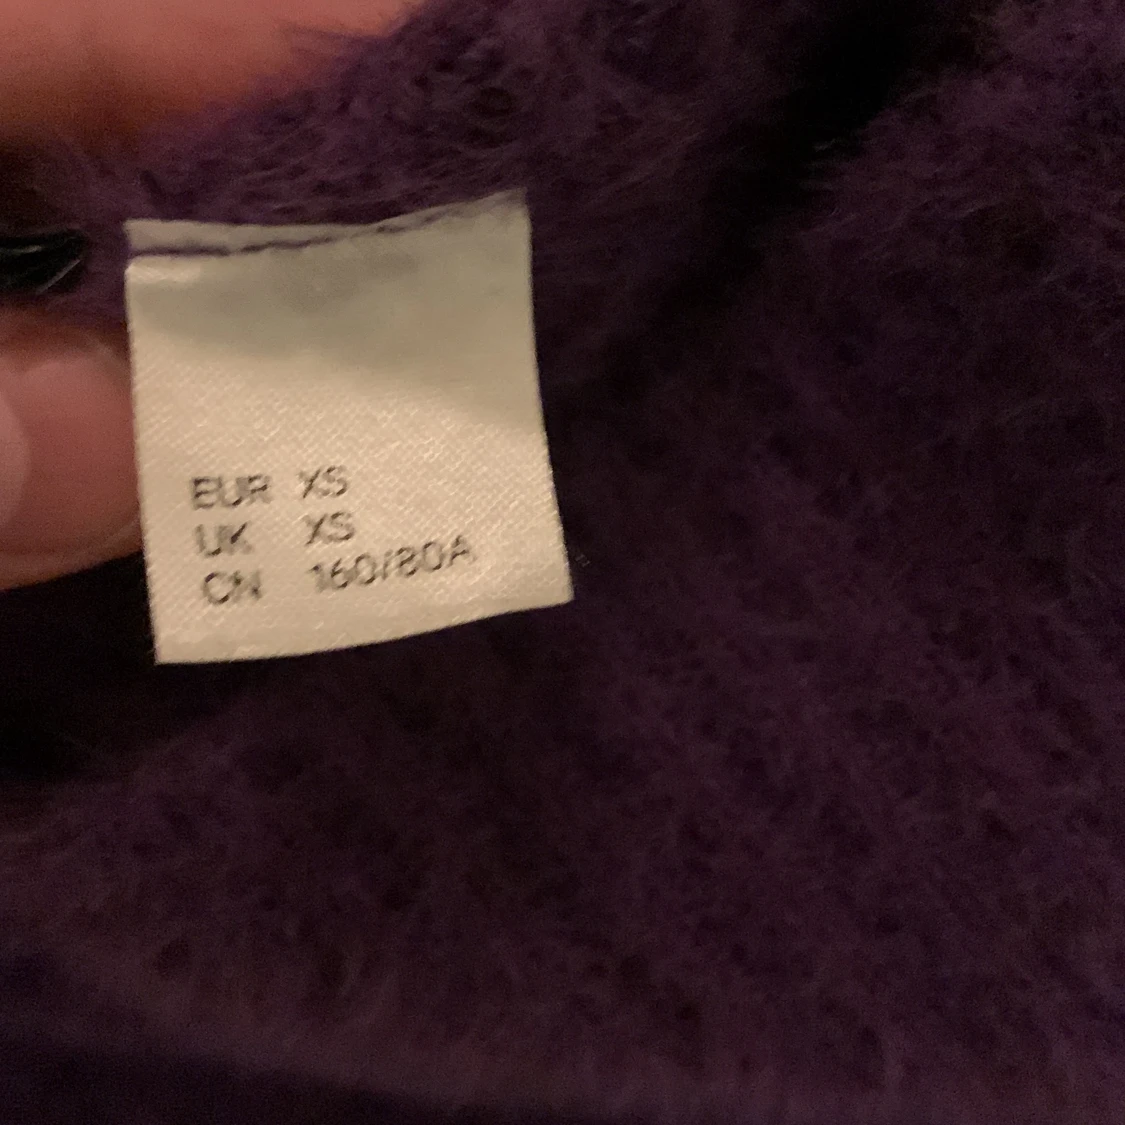 EUR XS
UK XS
CN 160/80A